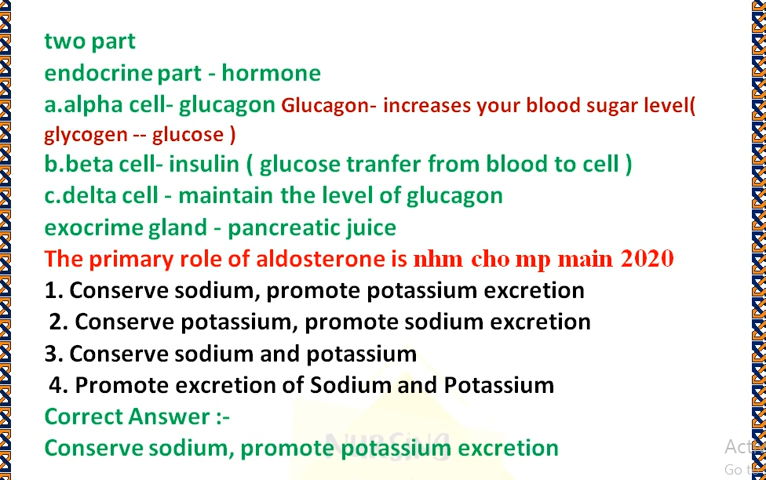 two part
endocrine part - hormone
a.alpha cell- glucagon Glucagon- increases your blood sugar level(
glycogen -- glucose )
b.beta cell- insulin ( glucose tranfer from blood to cell )
c.delta cell - maintain the level of glucagon
exocrime gland - pancreatic juice
The primary role of aldosterone is nhm cho mp main 2020
1. Conserve sodium, promote potassium excretion
2. Conserve potassium, promote sodium excretion
3. Conserve sodium and potassium
4. Promote excretion of Sodium and Potassium
Correct Answer :-
Conserve sodium, promote potassium excretion
NURSING
Act
Go t